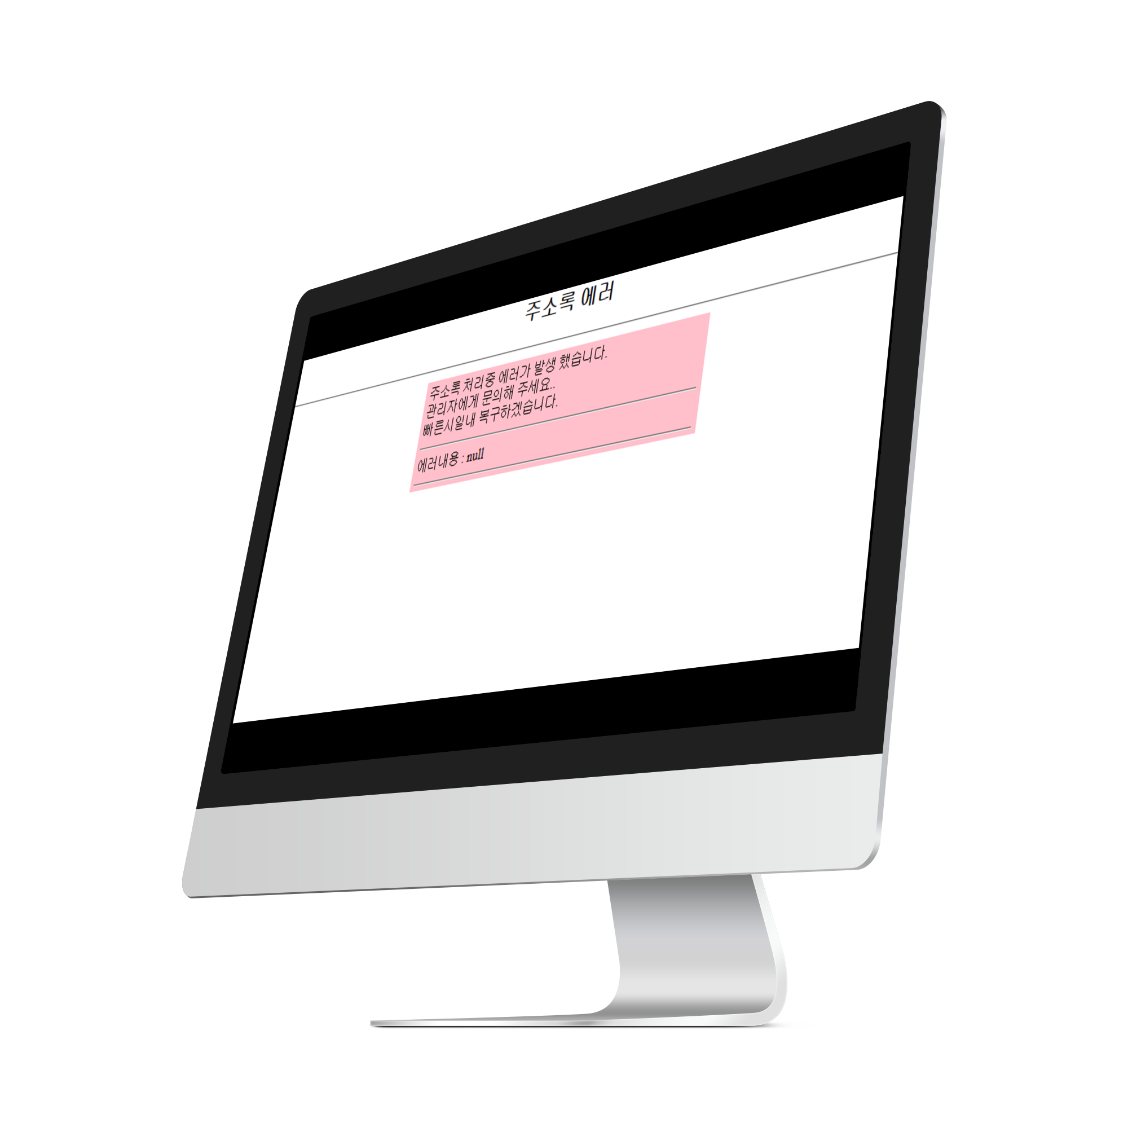 주소록 에러
주소록 처리중 에러가 발생 했습니다.
관리자에게 문의해 주세요..
빠른시일내 복구하겠습니다.
에러내용 : null